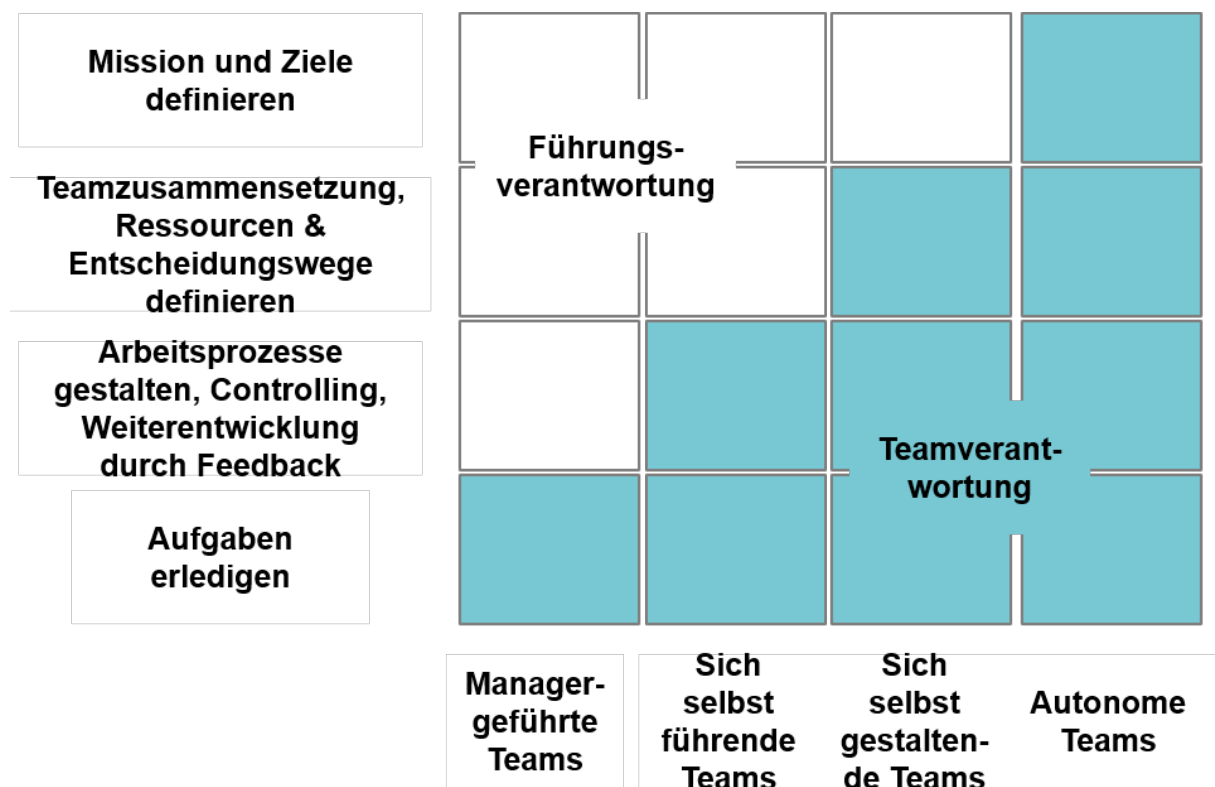 Mission und Ziele
definieren
Führungs-
verantwortung
Teamzusammensetzung,
Ressourcen &
Entscheidungswege
definieren
Arbeitsprozesse
gestalten, Controlling,
Weiterentwicklung
durch Feedback
Teamverant-
wortung
Aufgaben
erledigen
Manager-
geführte
Teams
Sich
selbst
führende
Teams
Sich
selbst
gestalten-
de Teams
Autonome
Teams